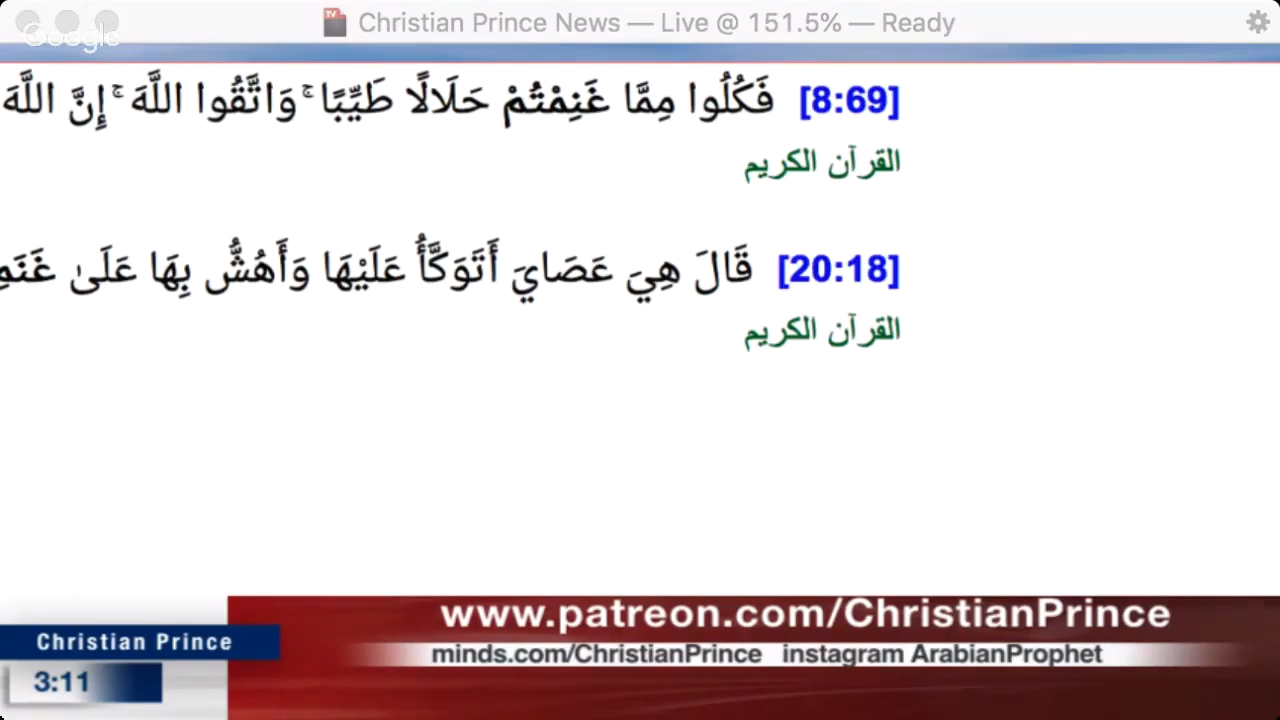 Christian Prince News — Live @ 151.5% — Ready
Google
[8:69] فَكُلُوا مِمَّا غَنِمْتُمْ حَلَالًا طَيِّبًا ۚ وَاتَّقُوا اللَّهَ ۚ إِنَّ اللَّهَ
القرآن الكريم
[20:18] قَالَ هِيَ عَصَايَ أَتَوَكَّأُ عَلَيْهَا وَأَهُشُّ بِهَا عَلَىٰ
القرآن الكريم
www.patreon.com/ChristianPrince
Christian Prince
minds.com/ChristianPrince instagram ArabianProphet
3:11